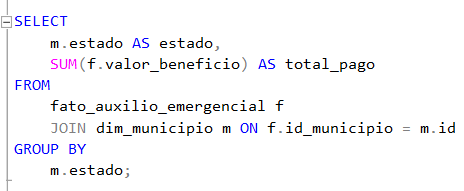 SELECT
m.estado AS estado,
SUM(f.valor_beneficio) AS total_pago
FROM
fato_auxilio_emergencial f
JOIN dim_municipio m ON f.id_municipio = m.id
GROUP BY
m.estado;